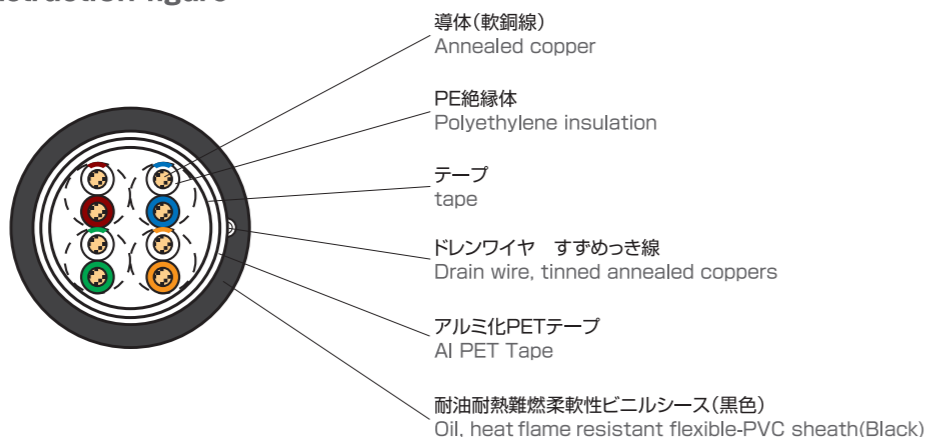 導体(軟銅線)
Annealed copper
PE絶縁体
Polyethylene insulation
テープ
tape
ドレンワイヤ　すずめっき線
Drain wire, tinned annealed coppers
アルミ化PETテープ
Al PET Tape
耐油耐熱難燃柔軟性ビニルシース(黒色)
Oil, heat flame resistant flexible-PVC sheath(Black)